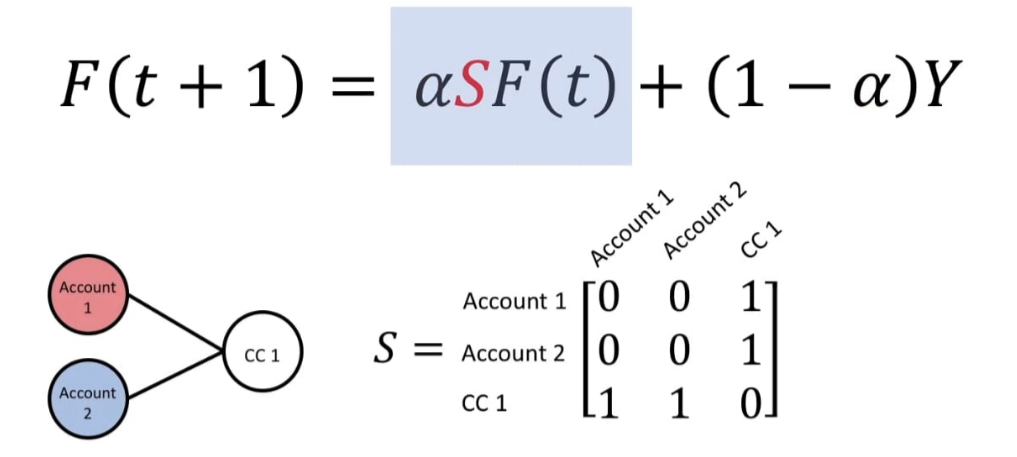 F(t + 1) = αSF(t) + (1 − α)Y
Account 1 Account 2 CC 1
Account
1
Account
2
CC 1
S =
Account 1 [0 0 1]
Account 2 [0 0 1]
CC 1 [1 1 0]